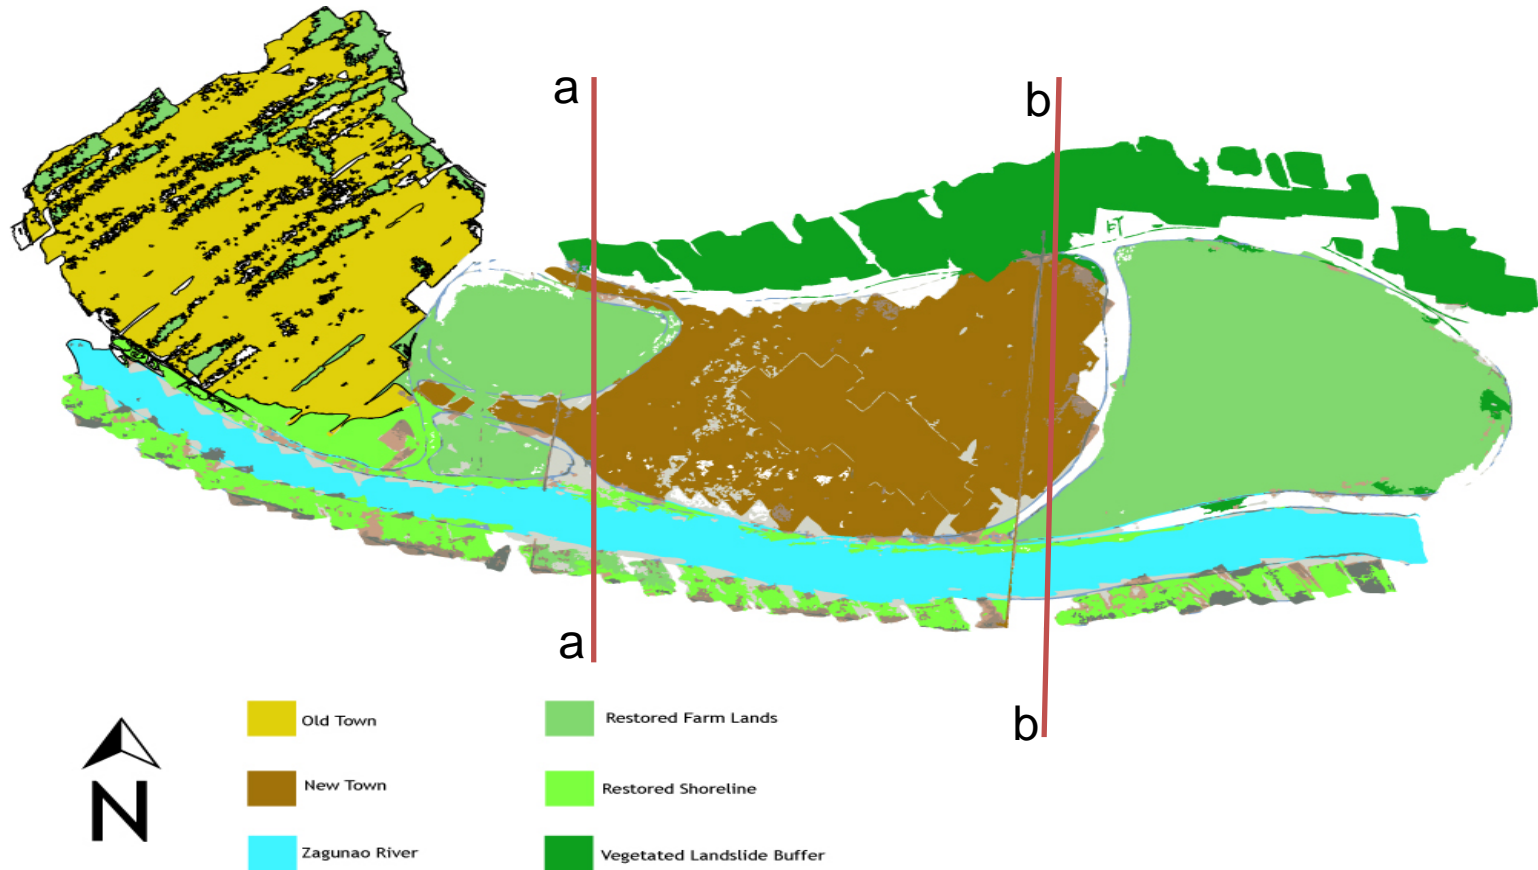 a
b
a
b
N
Old Town
Restored Farm Lands
New Town
Restored Shoreline
Zagunao River
Vegetated Landslide Buffer